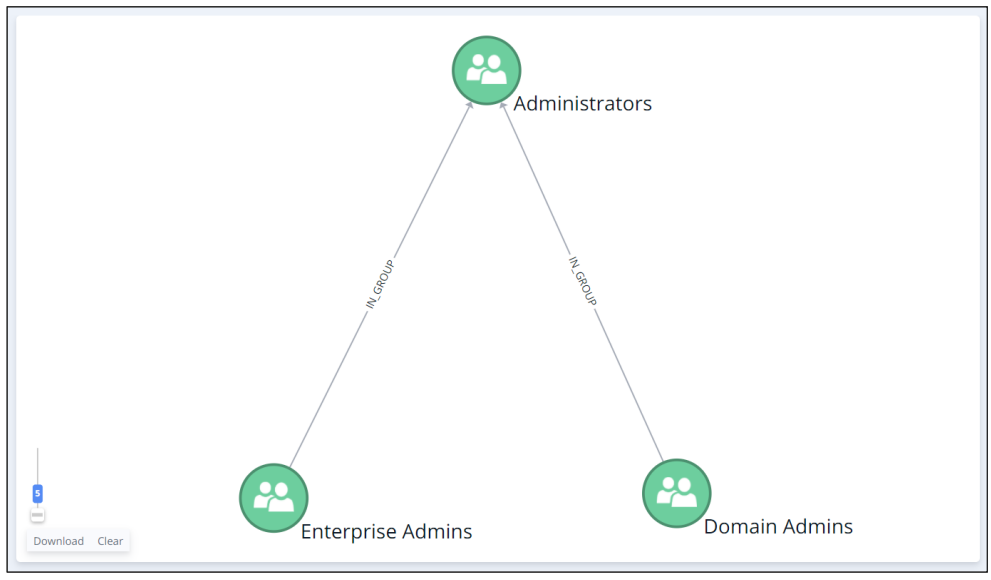 Administrators
IN_GROUP
IN_GROUP
5
Enterprise Admins
Domain Admins
Download Clear